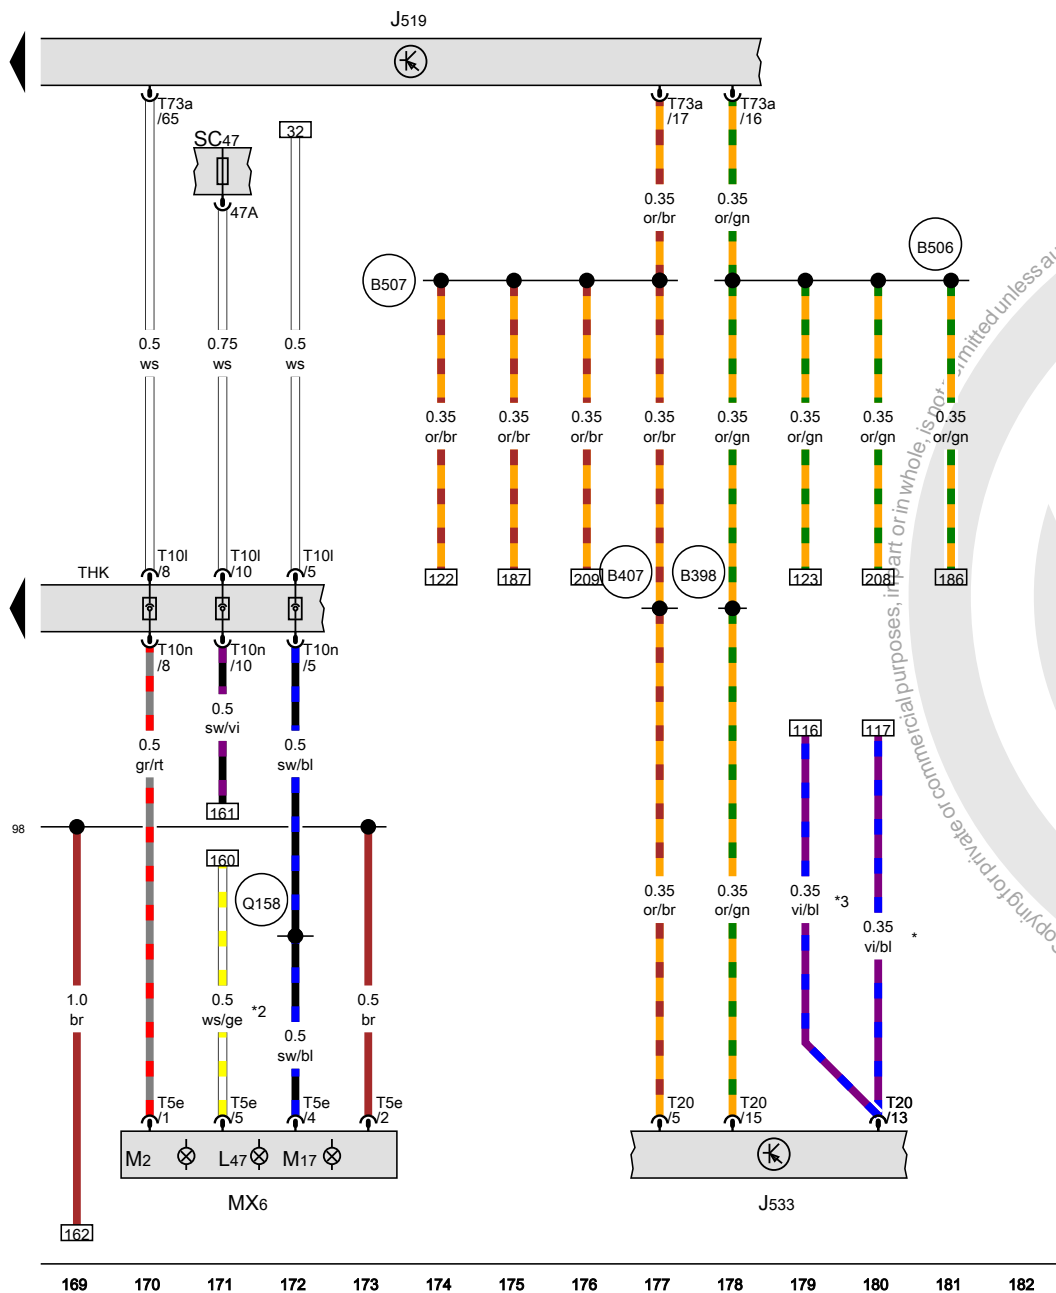 J519
T73a
/65
T73a
/17
T73a
/16
SC47
32
47A
0.35
or/br
0.35
or/gn
B506
B507
0.5
ws
0.75
ws
0.5
ws
0.35
or/br
0.35
or/br
0.35
or/br
0.35
or/br
0.35
or/gn
0.35
or/gn
0.35
or/gn
0.35
or/gn
THK
T10l
/8
T10l
/10
T10l
/5
122
187
209
B407
B398
123
208
186
T10n
/8
T10n
/10
T10n
/5
0.5
gr/rt
0.5
sw/vi
0.5
sw/bl
116
117
161
98
160
Q158
0.35
or/br
0.35
or/gn
0.35
vi/bl
*3
0.35
vi/bl
*
1.0
br
0.5
ws/ge
*2
0.5
sw/bl
0.5
br
T5e
/1
T5e
/5
T5e
/4
T5e
/2
T20
/5
T20
/15
T20
/13
M2
L47
M17
MX6
J533
162
169 170 171 172 173 174 175 176 177 178 179 180 181 182
Copying for private or commercial purposes, in part or in whole, is not permitted unless au